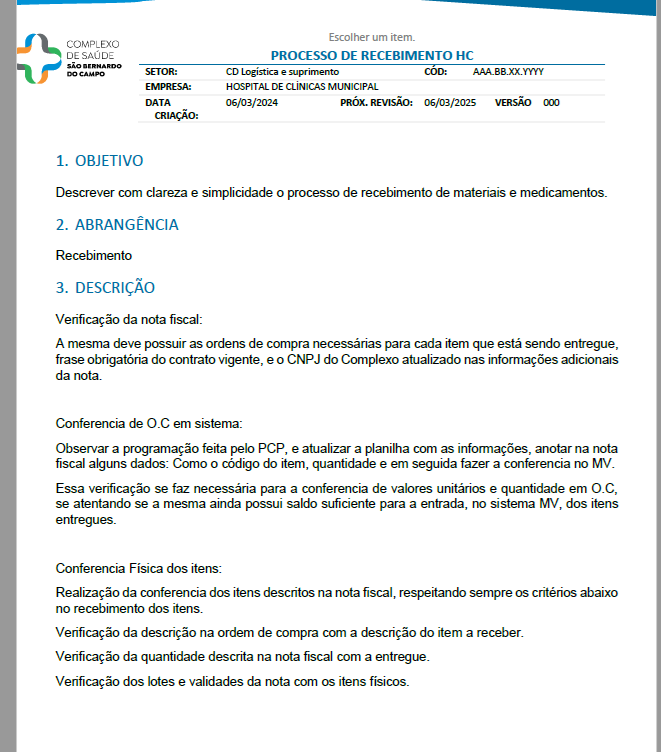 Escolher um item.
COMPLEXO
DE SAÚDE
SÃO BERNARDO
DO CAMPO
PROCESSO DE RECEBIMENTO HC
SETOR: CD Logística e suprimento CÓD: AAA.BB.XX.YYYY
EMPRESA: HOSPITAL DE CLÍNICAS MUNICIPAL
DATA 06/03/2024 PRÓX. REVISÃO: 06/03/2025 VERSÃO 000
CRIAÇÃO:
1. OBJETIVO
Descrever com clareza e simplicidade o processo de recebimento de materiais e medicamentos.
2. ABRANGÊNCIA
Recebimento
3. DESCRIÇÃO
Verificação da nota fiscal:
A mesma deve possuir as ordens de compra necessárias para cada item que está sendo entregue,
frase obrigatória do contrato vigente, e o CNPJ do Complexo atualizado nas informações adicionais
da nota.
Conferencia de O.C em sistema:
Observar a programação feita pelo PCP, e atualizar a planilha com as informações, anotar na nota
fiscal alguns dados: Como o código do item, quantidade e em seguida fazer a conferencia no MV.
Essa verificação se faz necessária para a conferencia de valores unitários e quantidade em O.C,
se atentando se a mesma ainda possui saldo suficiente para a entrada, no sistema MV, dos itens
entregues.
Conferencia Física dos itens:
Realização da conferencia dos itens descritos na nota fiscal, respeitando sempre os critérios abaixo
no recebimento dos itens.
Verificação da descrição na ordem de compra com a descrição do item a receber.
Verificação da quantidade descrita na nota fiscal com a entregue.
Verificação dos lotes e validades da nota com os itens físicos.